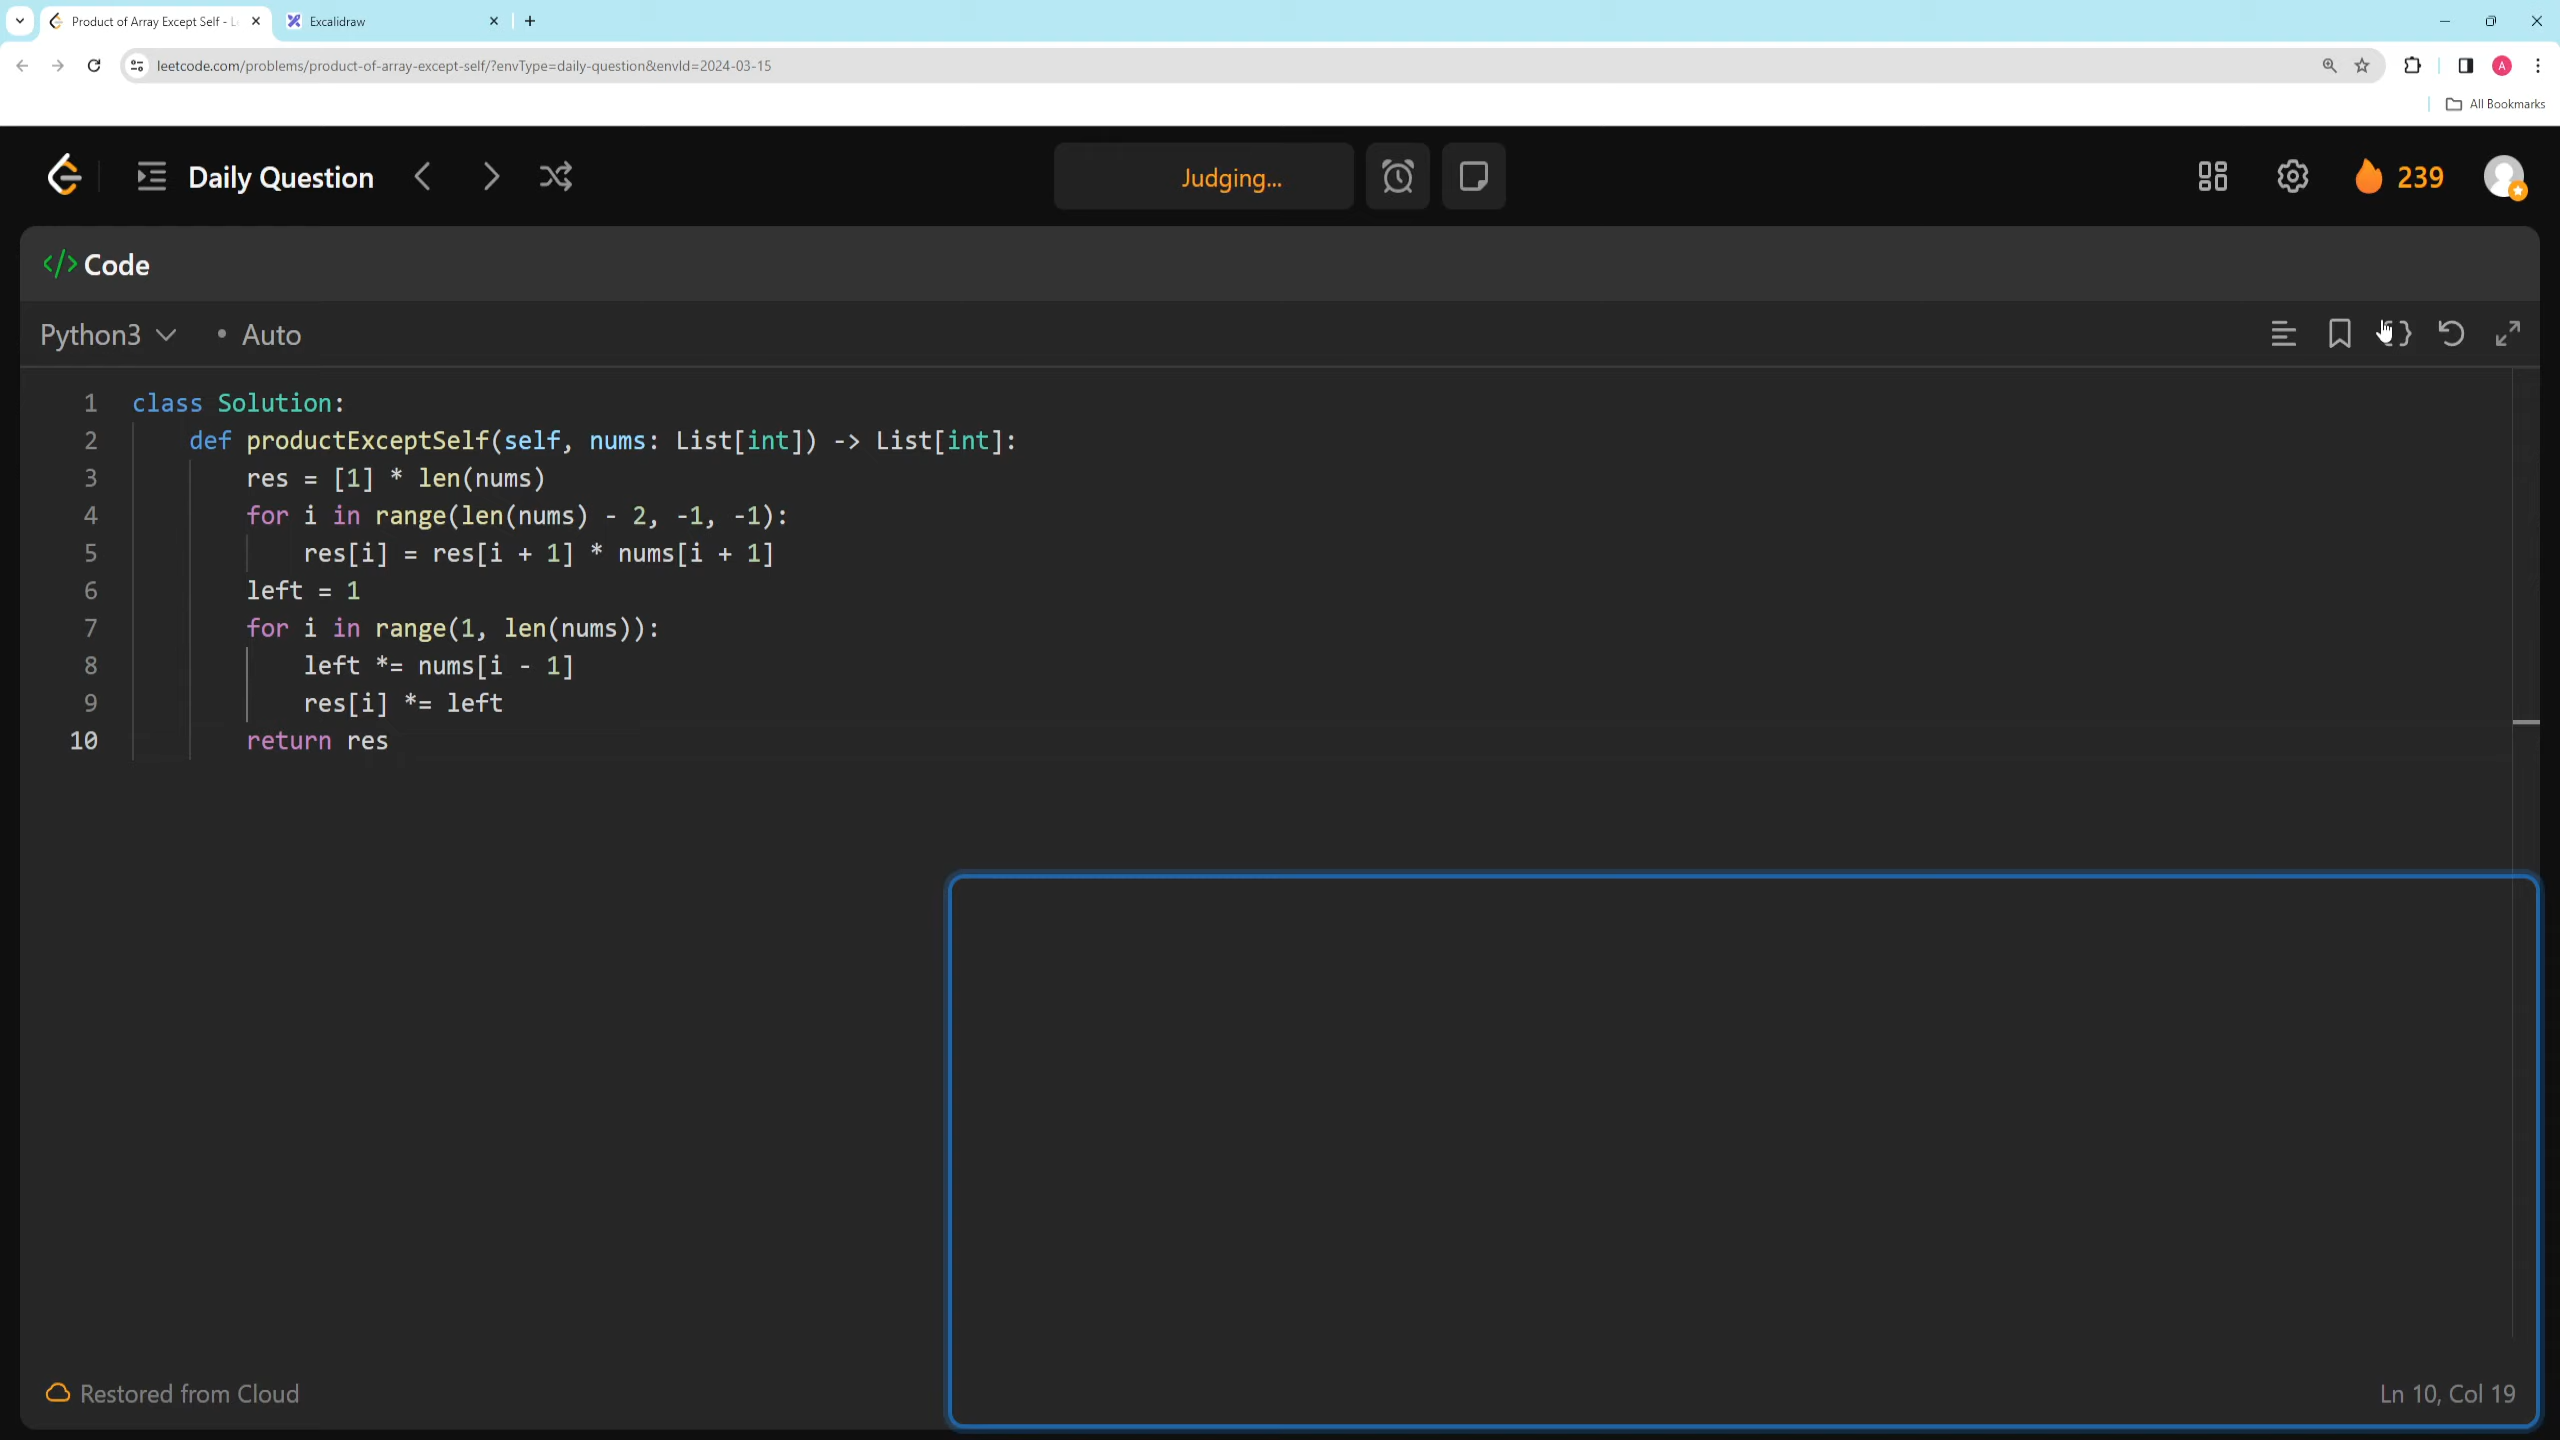 Product of Array Except Self - L
Excalidraw
leetcode.com/problems/product-of-array-except-self/?envType=daily-question&envId=2024-03-15
A
All Bookmarks
Daily Question
Judging...
239
</> Code
Python3
• Auto
1 class Solution:
2 def productExceptSelf(self, nums: List[int]) -> List[int]:
3 res = [1] * len(nums)
4 for i in range(len(nums) - 2, -1, -1):
5 res[i] = res[i + 1] * nums[i + 1]
6 left = 1
7 for i in range(1, len(nums)):
8 left *= nums[i - 1]
9 res[i] *= left
10 return res
Restored from Cloud
Ln 10, Col 19